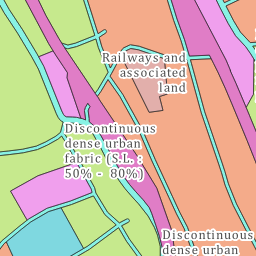 Railways and
associated
land
Discontinuous
dense urban
fabric (S.L. :
50% - 80%)
Discontinuous
dense urban